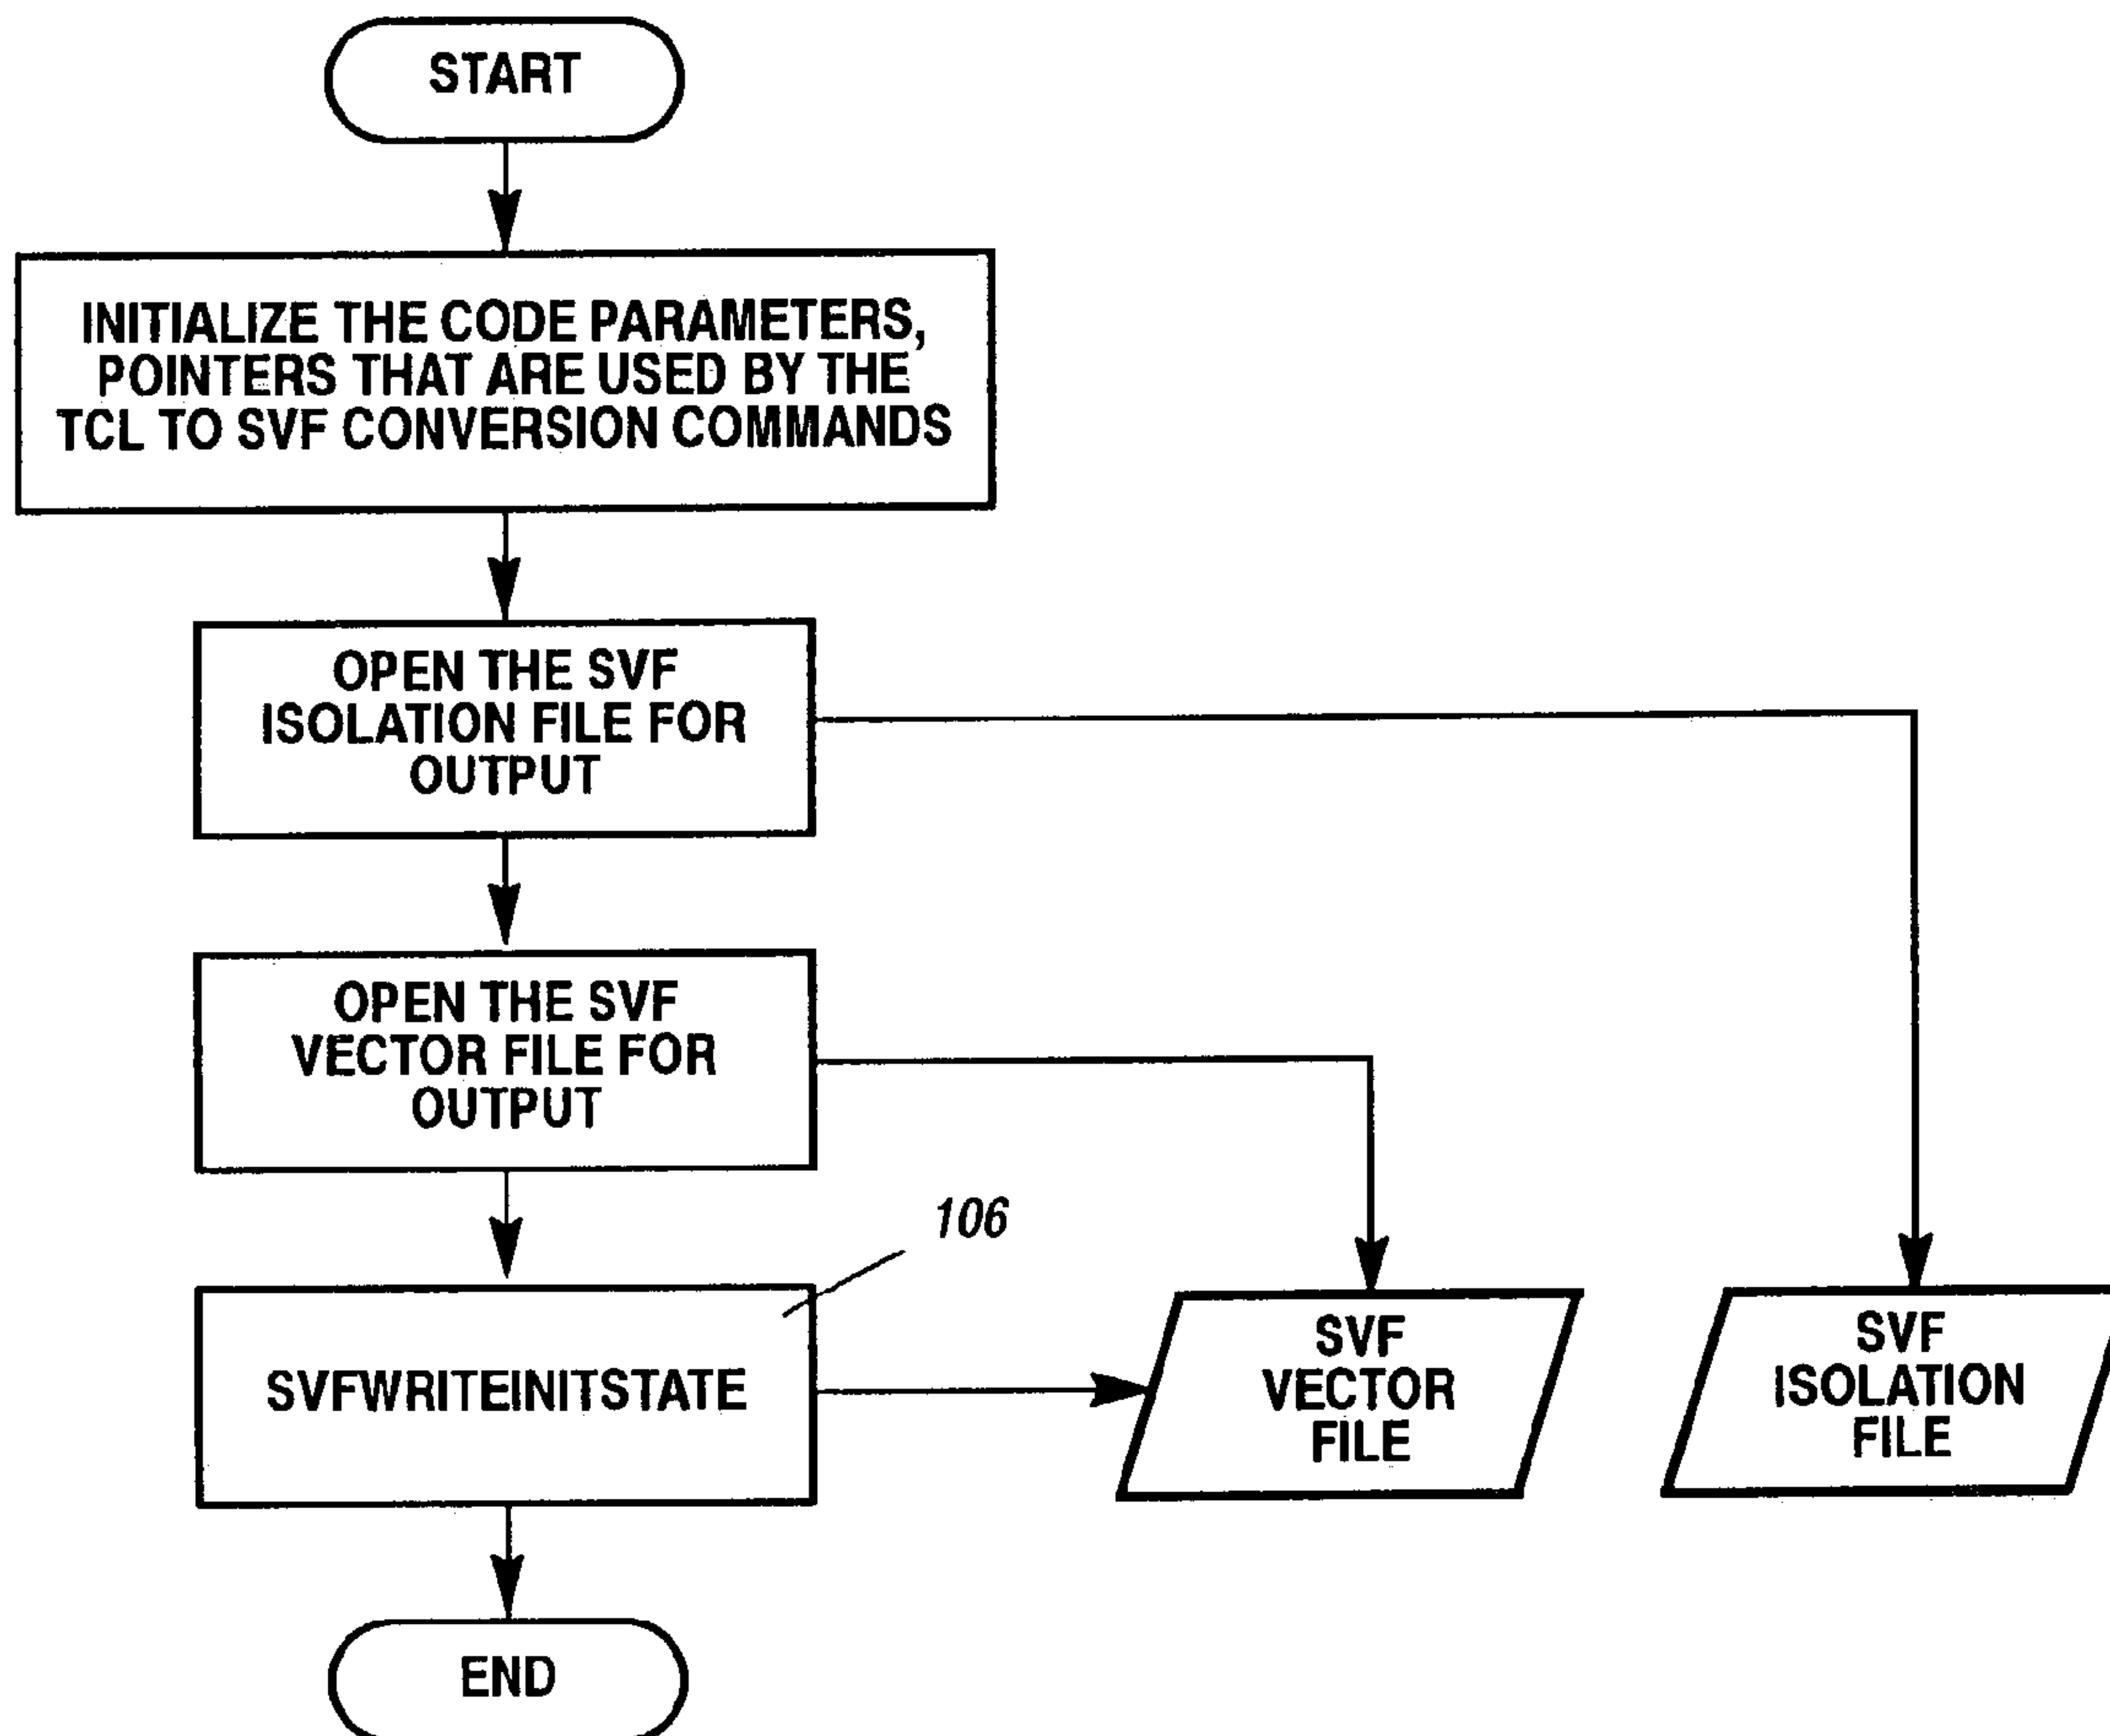 START
INITIALIZE THE CODE PARAMETERS,
POINTERS THAT ARE USED BY THE
TCL TO SVF CONVERSION COMMANDS
OPEN THE SVF
ISOLATION FILE FOR
OUTPUT
OPEN THE SVF
VECTOR FILE FOR
OUTPUT
106
SVFWRITEINITSTATE
SVF
VECTOR
FILE
SVF
ISOLATION
FILE
END